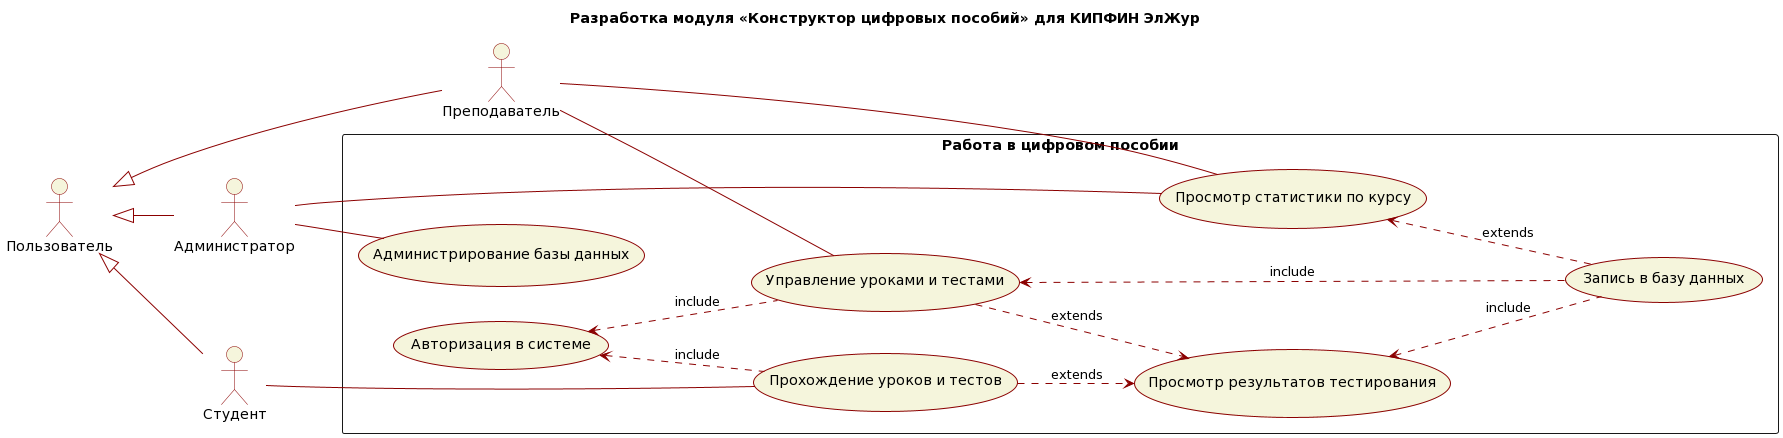 Разработка модуля «Конструктор цифровых пособий» для КИПФИН ЭлЖур
Преподаватель
Работа в цифровом пособии
Просмотр статистики по курсу
Пользователь
Администратор
extends
Администрирование базы данных
Управление уроками и тестами
include
Запись в базу данных
include
extends
include
Авторизация в системе
include
extends
Прохождение уроков и тестов
Просмотр результатов тестирования
Студент